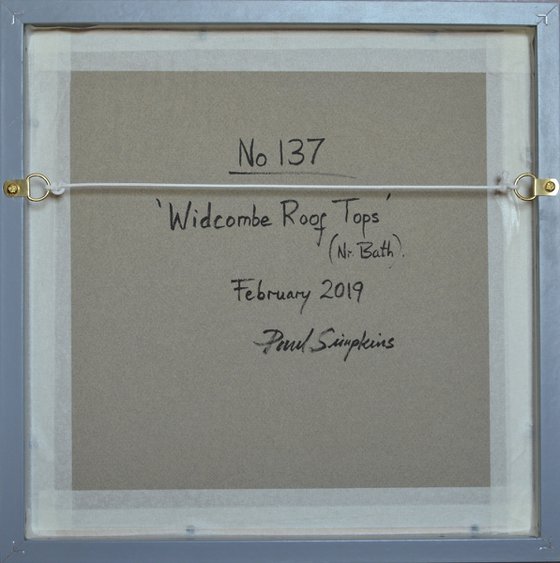 No 137
'Widcombe Roof Tops'
(Nr Bath).
February 2019
Paul Simpkins